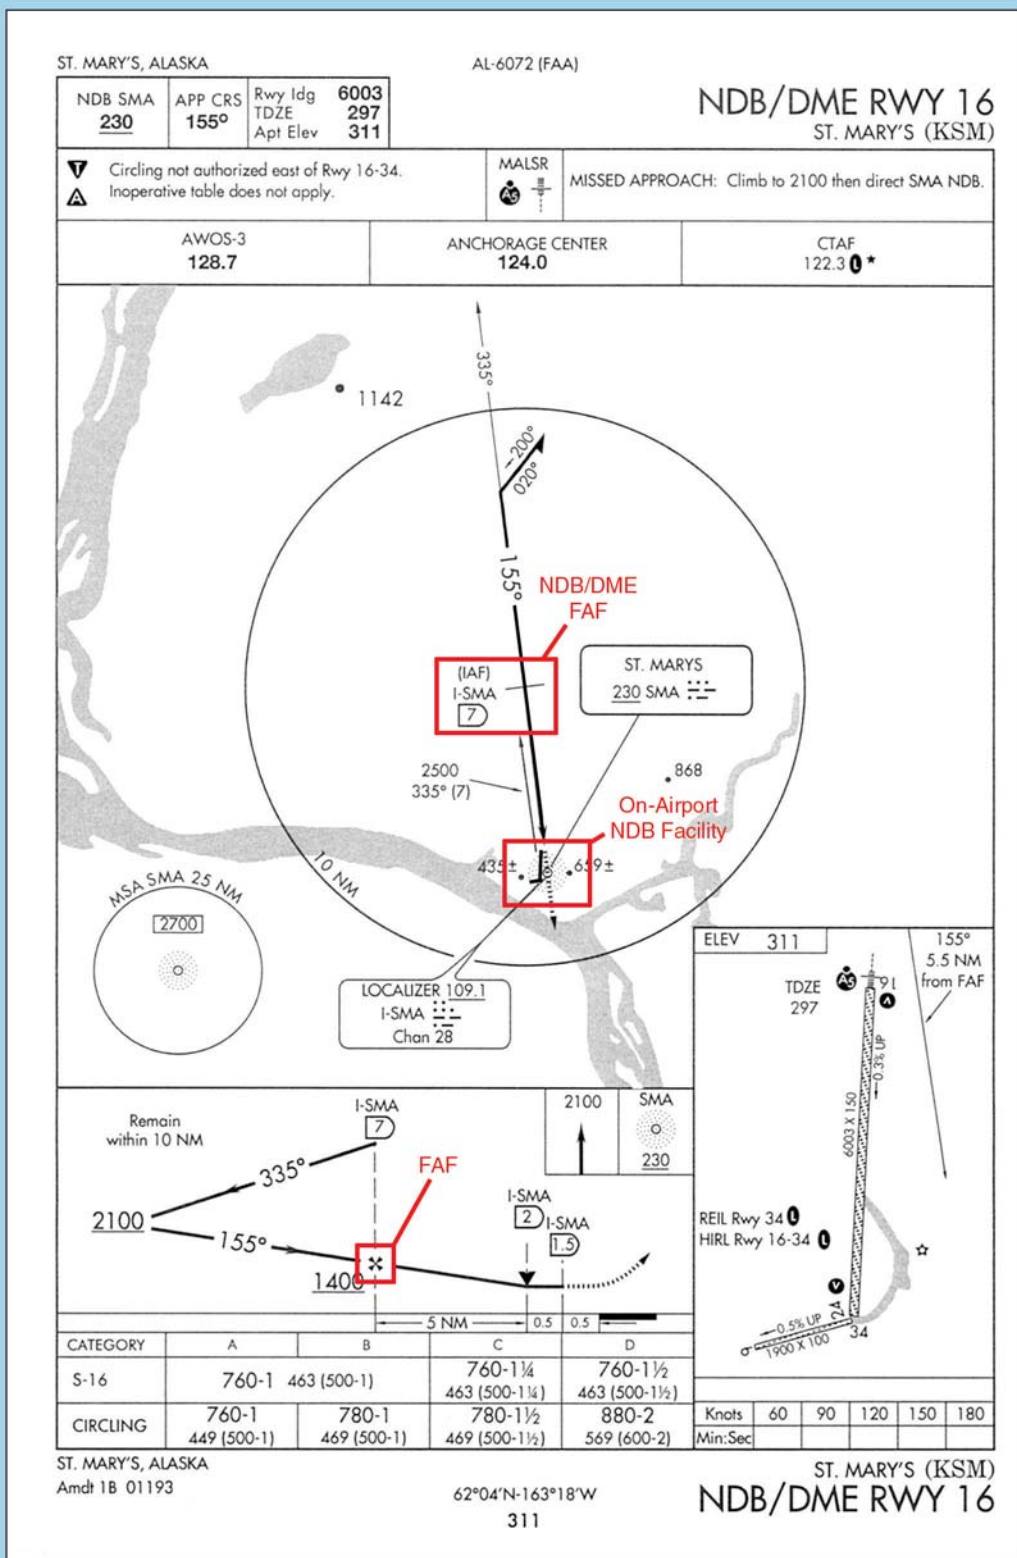 ST. MARY'S, ALASKA
AL-6072 (FAA)
NDB SMA
230
APP CRS
155°
Rwy Idg 6003
TDZE 297
Apt Elev 311
NDB/DME RWY 16
ST. MARY'S (KSM)
T
A
Circling not authorized east of Rwy 16-34.
Inoperative table does not apply.
MALSR
A5
MISSED APPROACH: Climb to 2100 then direct SMA NDB.
AWOS-3
128.7
ANCHORAGE CENTER
124.0
CTAF
122.3 L ★
335°
1142
200°
020°
155°
NDB/DME
FAF
(IAF)
I-SMA
7
ST. MARYS
230 SMA
2500
335° (7)
868
On-Airport
NDB Facility
435±
659±
10 NM
MSA SMA 25 NM
2700
LOCALIZER 109.1
I-SMA
Chan 28
ELEV 311
155°
5.5 NM
from FAF
TDZE
297
A5
16
V
0.3% UP
6003 X 150
REIL Rwy 34 L
HIRL Rwy 16-34 L
V
24
34
0.5% UP
1900 X 100
6
Remain
within 10 NM
I-SMA
7
335°
FAF
2100
155°
1400
2100
SMA
230
I-SMA
2
I-SMA
1.5
5 NM
0.5
0.5
CATEGORY A B C D
S-16 760-1 463 (500-1) 760-1¼ 760-1½
463 (500-1¼) 463 (500-1½)
CIRCLING 760-1 780-1 780-1½ 880-2
449 (500-1) 469 (500-1) 469 (500-1½) 569 (600-2)
Knots 60 90 120 150 180
Min:Sec
ST. MARY'S, ALASKA
Amdt 1B 01193
62°04'N-163°18'W
311
ST. MARY'S (KSM)
NDB/DME RWY 16